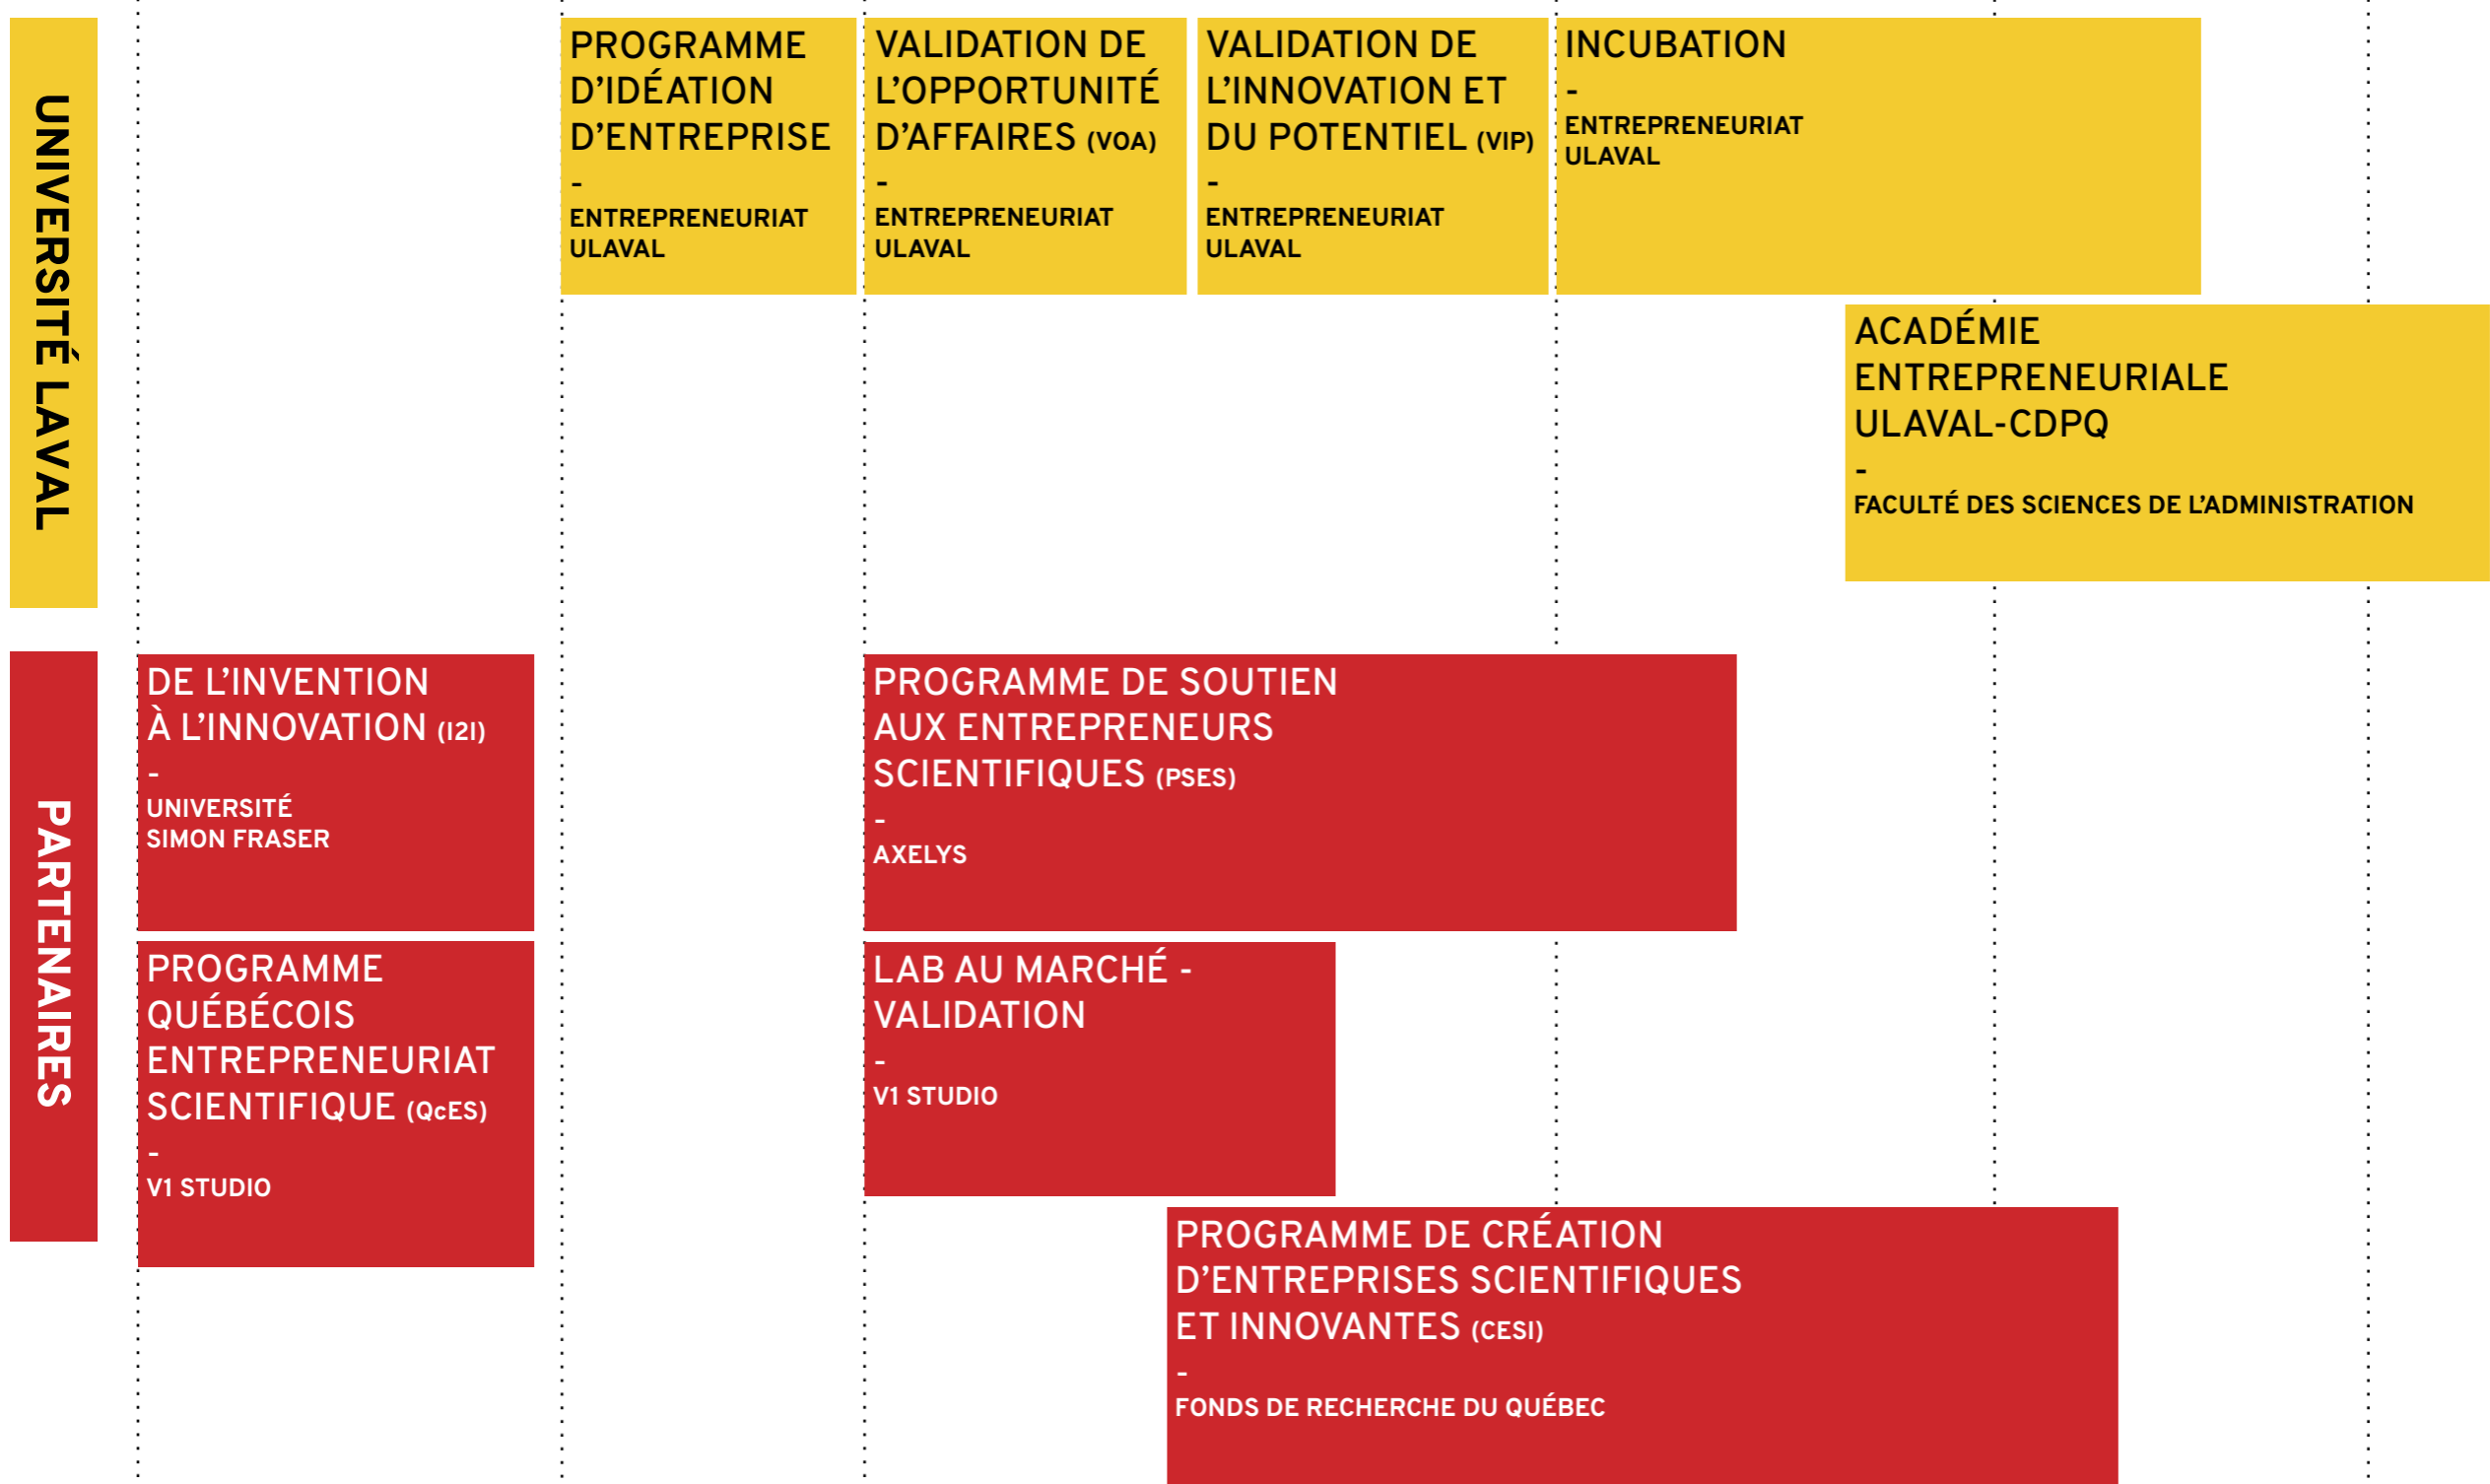 UNIVERSITÉ LAVAL
PROGRAMME
D'IDÉATION
D'ENTREPRISE
-
ENTREPRENEURIAT
ULAVAL
VALIDATION DE
L'OPPORTUNITÉ
D'AFFAIRES (VOA)
-
ENTREPRENEURIAT
ULAVAL
VALIDATION DE
L'INNOVATION ET
DU POTENTIEL (VIP)
-
ENTREPRENEURIAT
ULAVAL
INCUBATION
-
ENTREPRENEURIAT
ULAVAL
ACADÉMIE
ENTREPRENEURIALE
ULAVAL-CDPQ
-
FACULTÉ DES SCIENCES DE L'ADMINISTRATION
PARTENAIRES
DE L'INVENTION
À L'INNOVATION (I2I)
-
UNIVERSITÉ
SIMON FRASER
PROGRAMME DE SOUTIEN
AUX ENTREPRENEURS
SCIENTIFIQUES (PSES)
-
AXELYS
PROGRAMME
QUÉBÉCOIS
ENTREPRENEURIAT
SCIENTIFIQUE (QcES)
-
V1 STUDIO
LAB AU MARCHÉ -
VALIDATION
-
V1 STUDIO
PROGRAMME DE CRÉATION
D'ENTREPRISES SCIENTIFIQUES
ET INNOVANTES (CESI)
-
FONDS DE RECHERCHE DU QUÉBEC